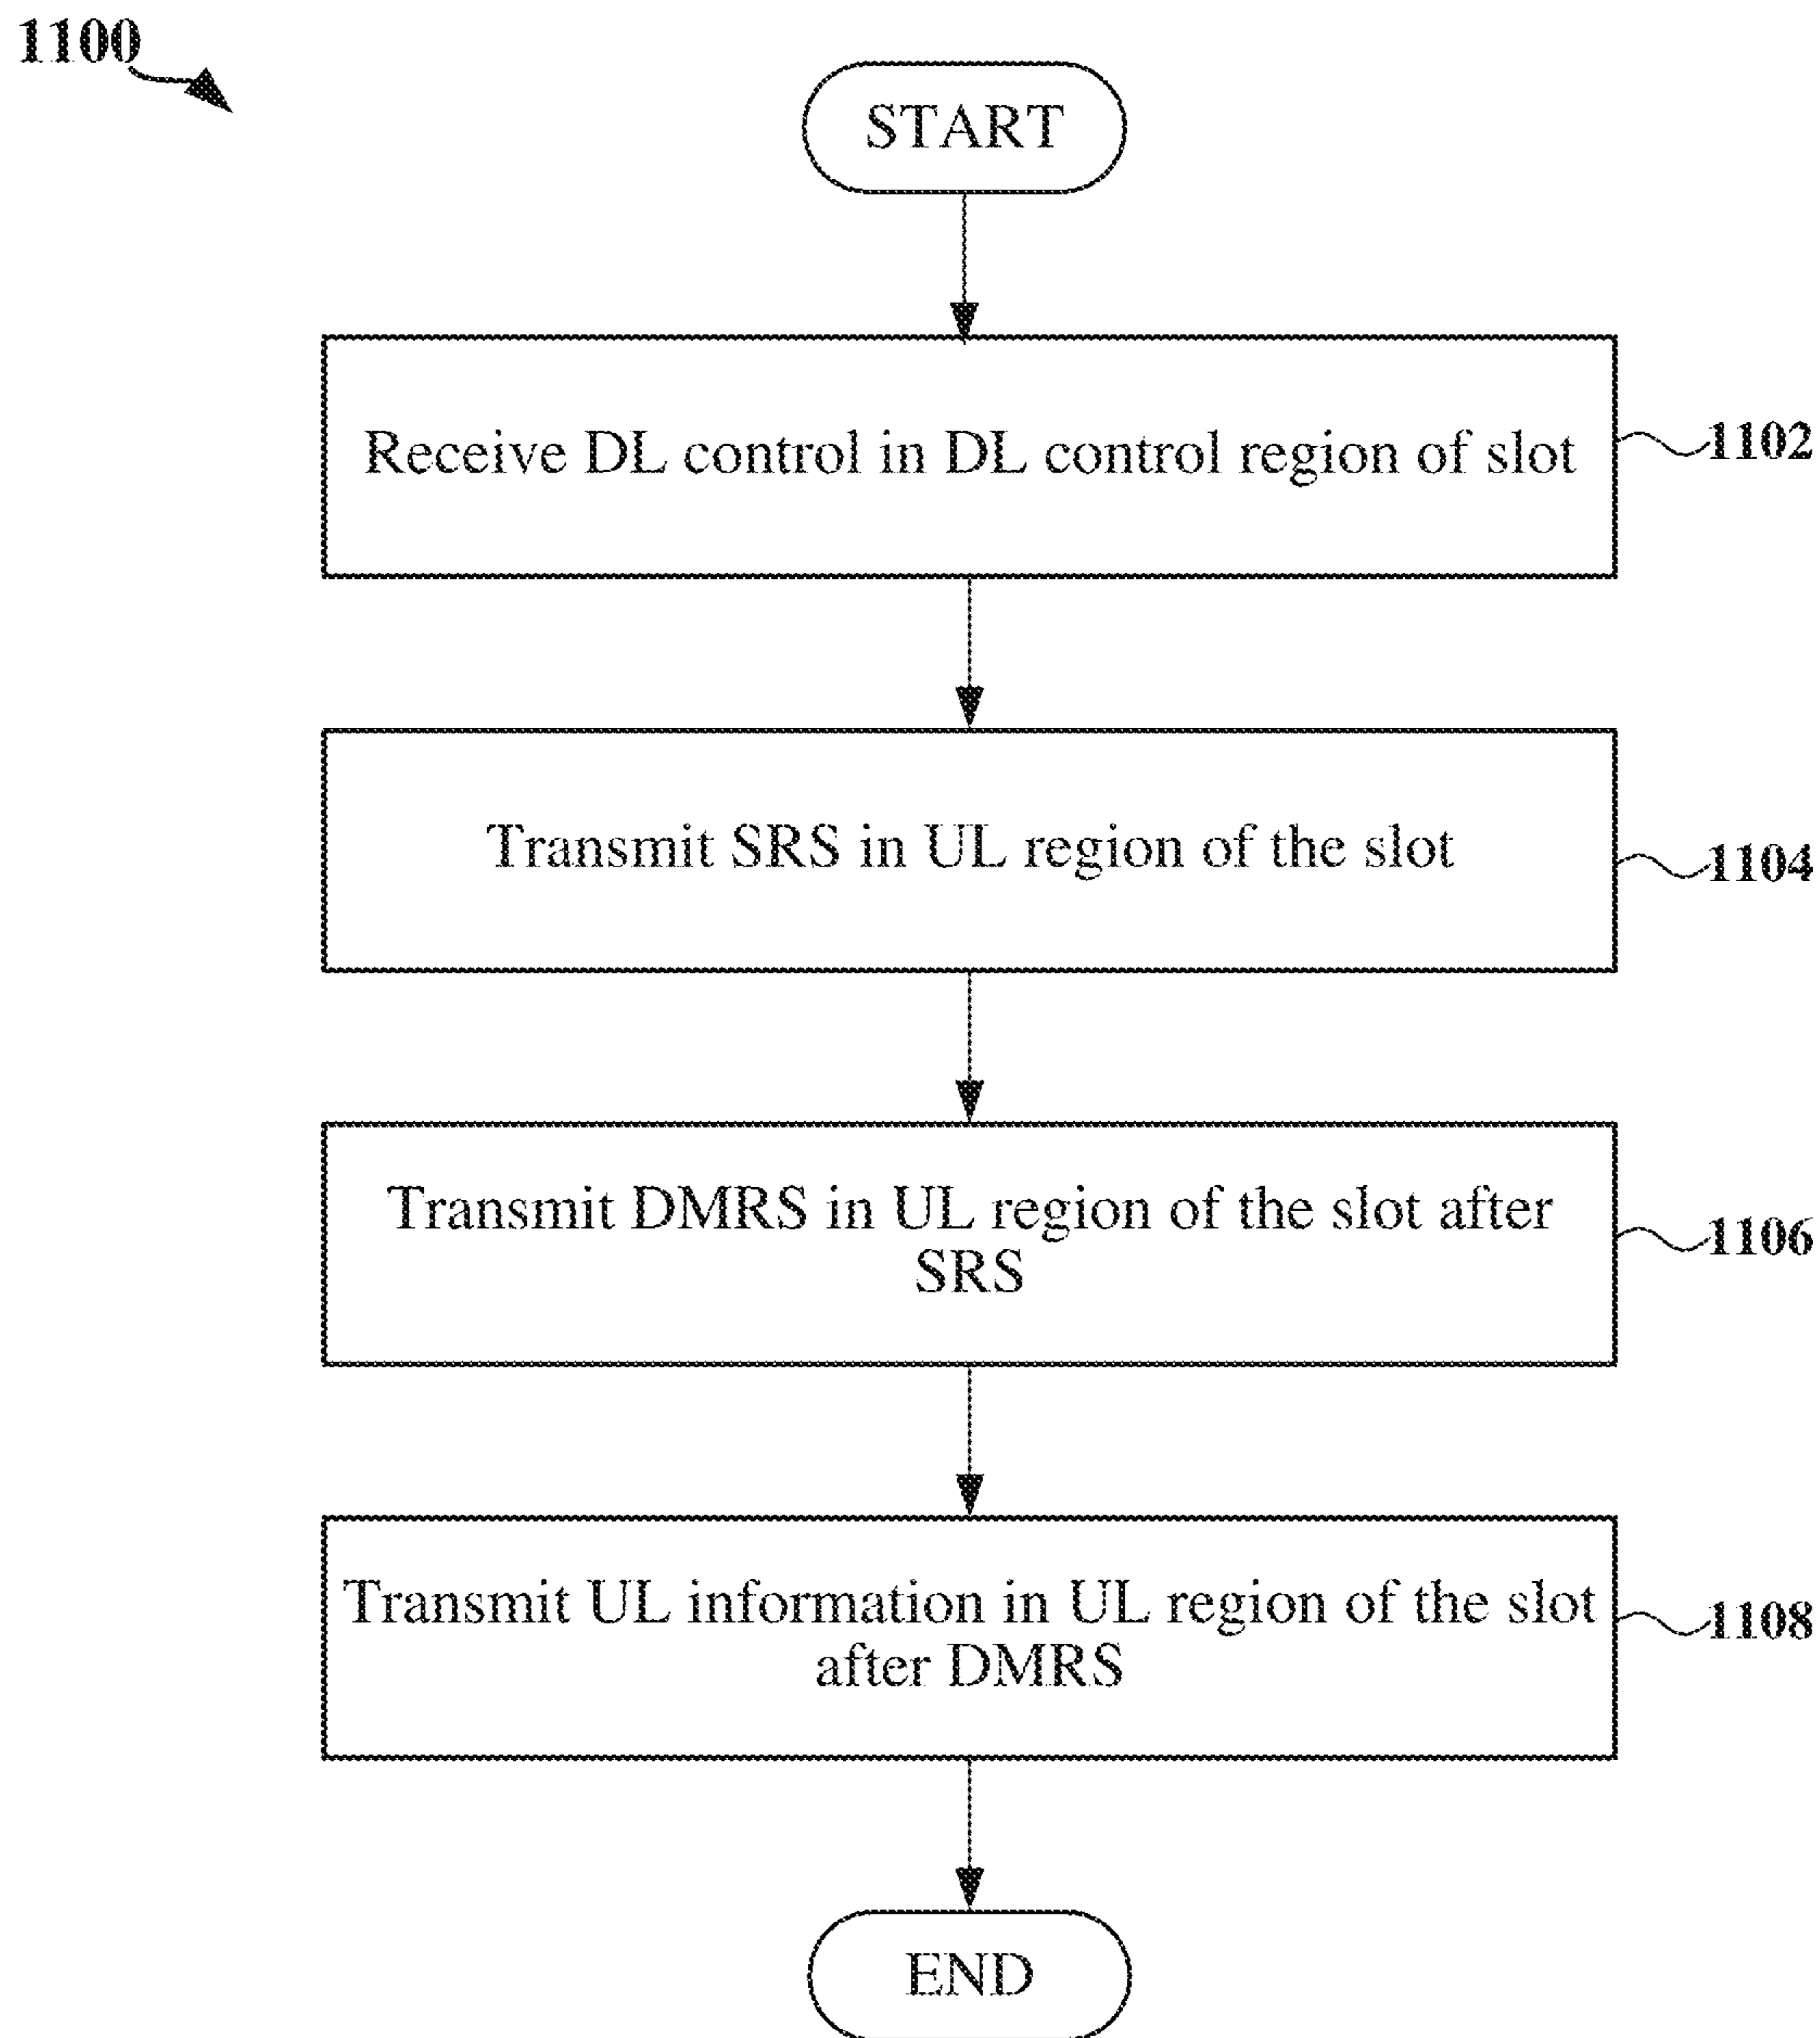 1100
START
Receive DL control in DL control region of slot
1102
Transmit SRS in UL region of the slot
1104
Transmit DMRS in UL region of the slot after
SRS
1106
Transmit UL information in UL region of the slot
after DMRS
1108
END